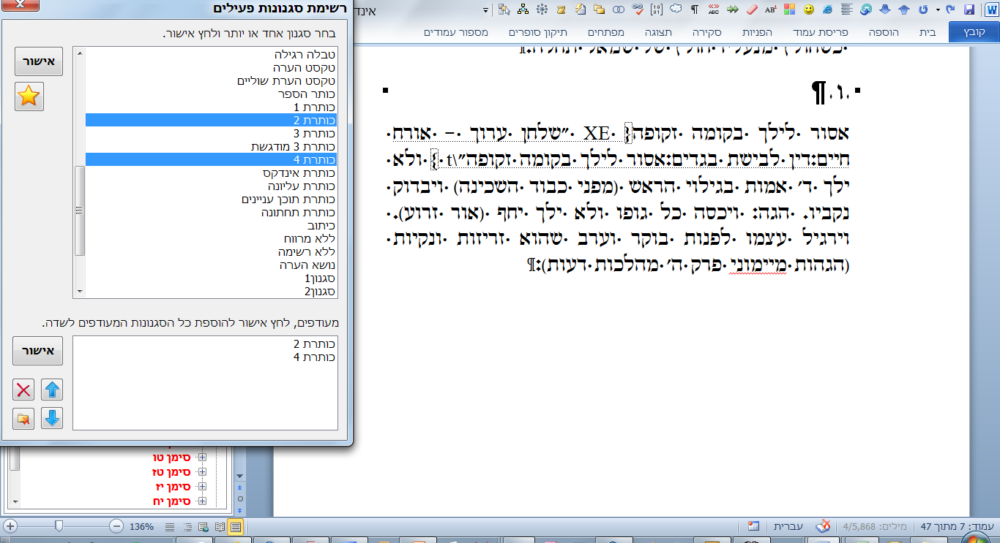 רשימת סגנונות פעילים
בחר סגנון אחד או יותר ולחץ אישור.
אישור
טבלה רגילה
טקסט הערה
טקסט הערת שוליים
כותר הספר
כותרת 1
כותרת 2
כותרת 3
כותרת 3 מודגשת
כותרת 4
כותרת אינדקס
כותרת עליונה
כותרת תוכן עניינים
כותרת תחתונה
כיתוב
ללא מרווח
ללא רשימה
נושא הערה
סגנון1
סגנון2
מעודפים, לחץ אישור להוספת כל הסגנונות המעודפים לשדה.
אישור
כותרת 2
כותרת 4
סימן טו
סימן טז
סימן יז
סימן יח
קובץ בית הוספה פריסת עמוד הפניות סקירה תצוגה מפתחים תיקון סופרים מספור עמודים
.ו. ¶
אסור לילך בקומה זקופה{ XE "שלחן ערוך – אורח
חיים:דין לבישת בגדים:אסור לילך בקומה זקופה"\t } ולא
ילך ד' אמות בגילוי הראש (מפני כבוד השכינה) ויבדוק
נקביו. הגה: ויכסה כל גופו ולא ילך יחף (אור זרוע).
וירגיל עצמו לפנות בוקר וערב שהוא זריזות ונקיות
(הגהות מיימוני פרק ה' מהלכות דעות):¶
עמוד: 7 מתוך 47 מילים: 4/5,868 עברית 136%